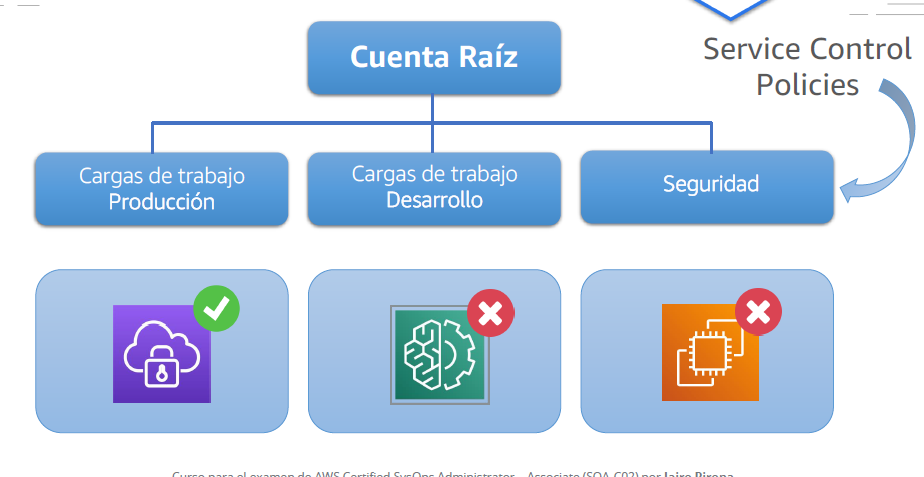 Service Control
Policies
Cuenta Raíz
Cargas de trabajo
Producción
Cargas de trabajo
Desarrollo
Seguridad
Curso para el examen de AWS Certified SysOps Administrator – Associate (SOA-C02) por Jairo Pirona